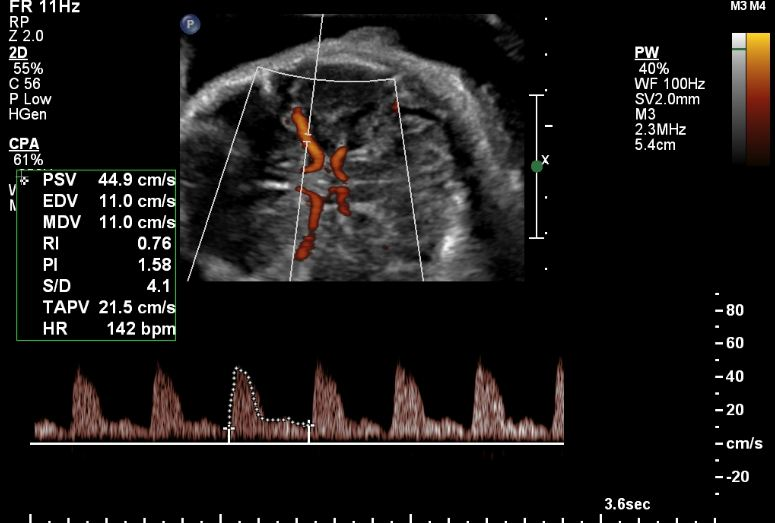 FR 11Hz
RP
Z 2.0
2D
55%
C 56
P Low
HGen
CPA
61%
PSV 44.9 cm/s
EDV 11.0 cm/s
MDV 11.0 cm/s
RI 0.76
PI 1.58
S/D 4.1
TAPV 21.5 cm/s
HR 142 bpm
P
X
M3 M4
PW
40%
WF 100Hz
SV2.0mm
M3
2.3MHz
5.4cm
80
60
40
20
cm/s
-20
3.6sec